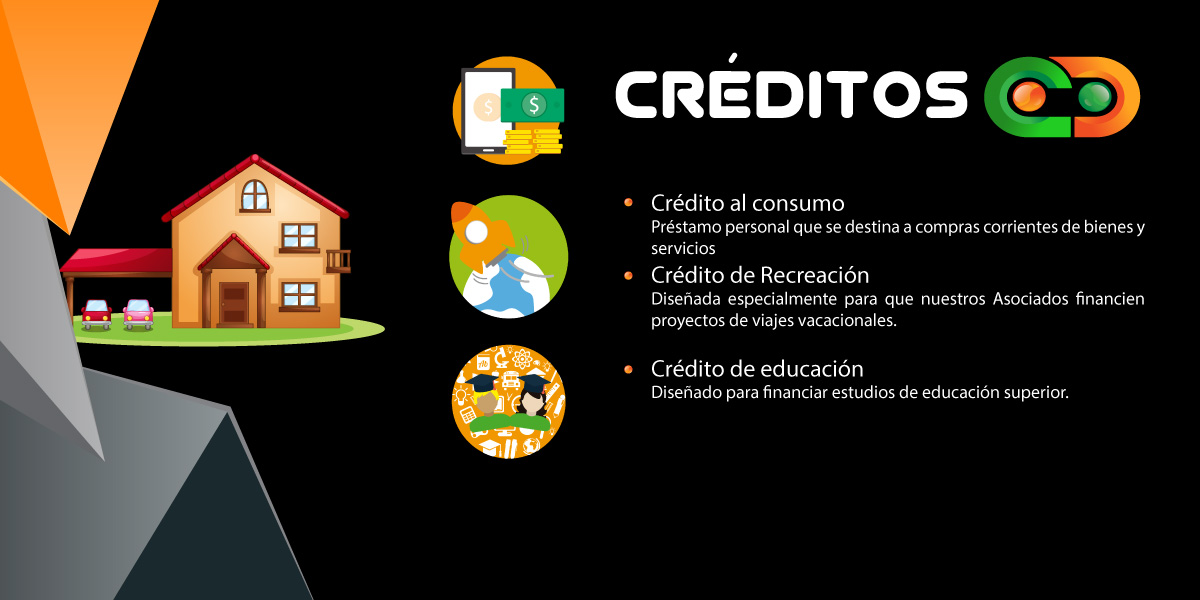 CRÉDITOS
Crédito al consumo
Préstamo personal que se destina a compras corrientes de bienes y
servicios
Crédito de Recreación
Diseñada especialmente para que nuestros Asociados financien
proyectos de viajes vacacionales.
Crédito de educación
Diseñado para financiar estudios de educación superior.